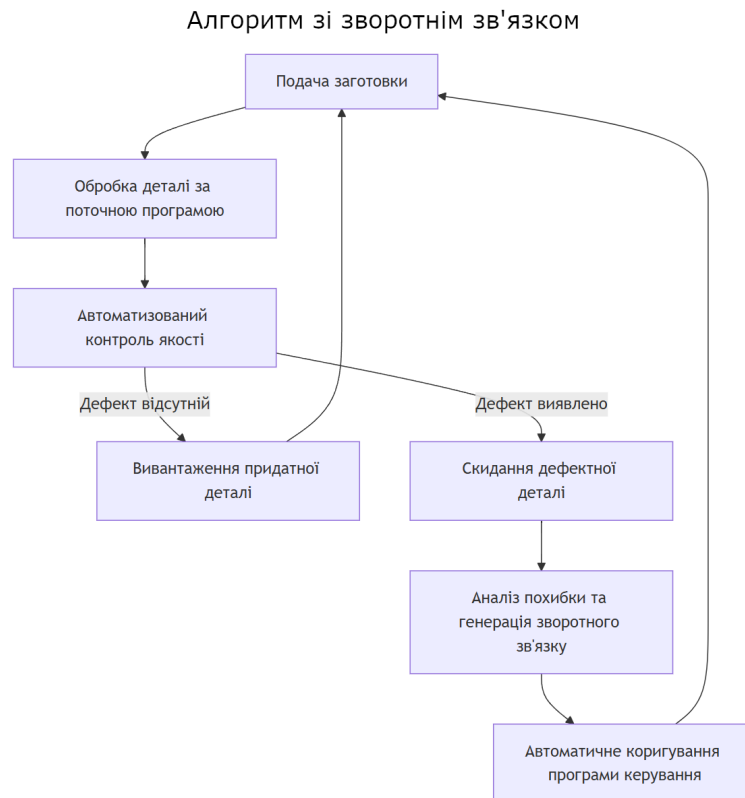 Алгоритм зі зворотнім зв'язком
Подача заготовки
Обробка деталі за
поточною програмою
Автоматизований
контроль якості
Дефект відсутній
Дефект виявлено
Вивантаження придатної
деталі
Скидання дефектної
деталі
Аналіз похибки та
генерація зворотного
зв'язку
Автоматичне коригування
програми керування